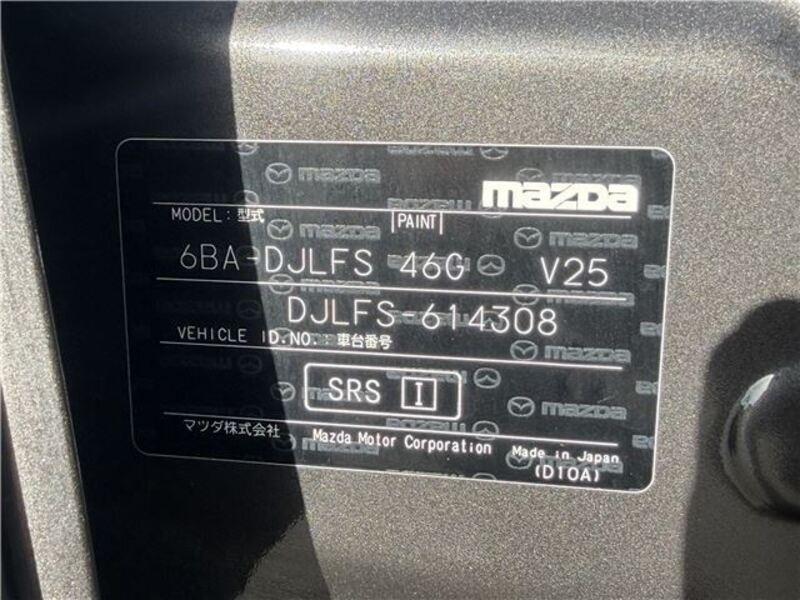 mazda
MODEL:型式 |PAINT|
6BA-DJLFS 46G V25
DJLFS-614308
VEHICLE ID.NO.:車台番号
SRS I
マツダ株式会社 Mazda Motor Corporation Made in Japan
(D10A)